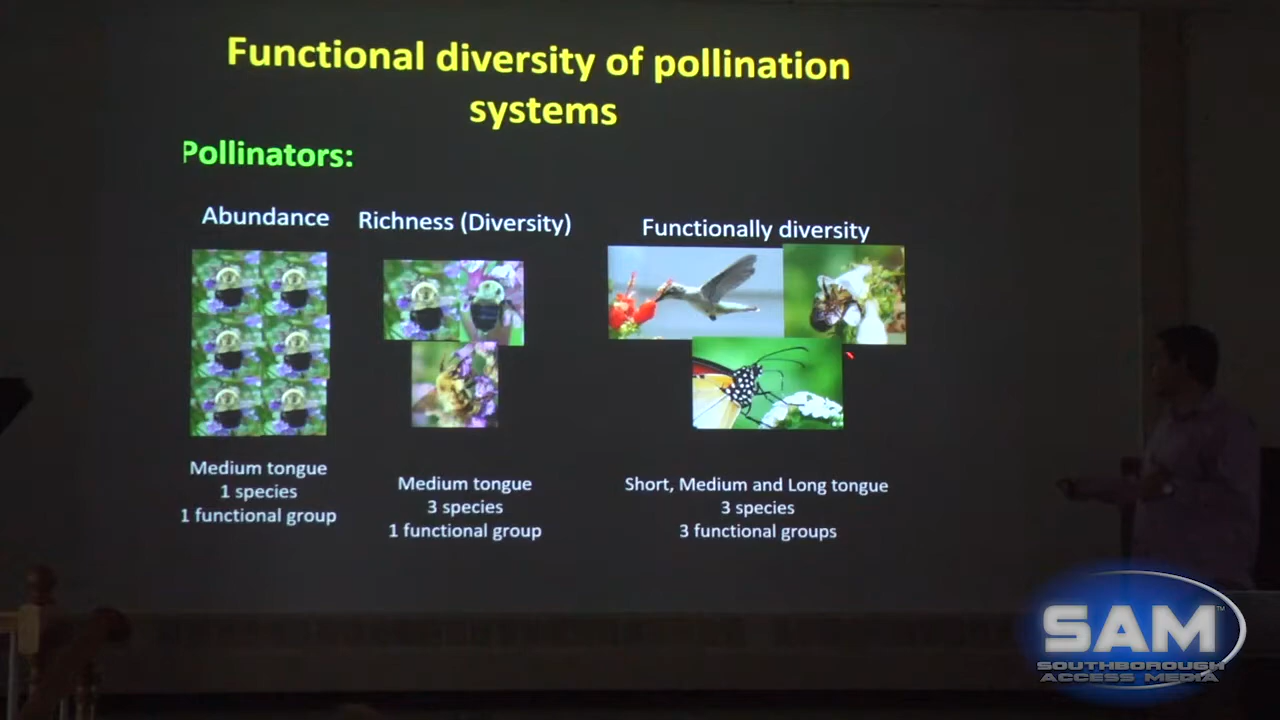 Functional diversity of pollination
systems
Pollinators:
Abundance
Richness (Diversity)
Functionally diversity
Medium tongue
1 species
1 functional group
Medium tongue
3 species
1 functional group
Short, Medium and Long tongue
3 species
3 functional groups
SAM™
SOUTHBOROUGH
ACCESS MEDIA